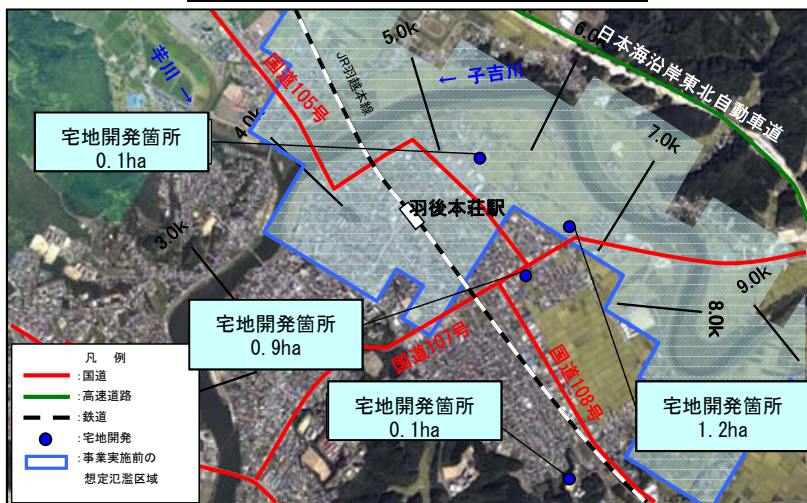 5.0k
6.0k
日本海沿岸東北自動車道
芋川 →
国道105号
JR羽越本線
← 子吉川
宅地開発箇所
0.1ha
4.0k
7.0k
羽後本荘駅
3.0k
9.0k
8.0k
宅地開発箇所
0.9ha
国道107号
国道108号
宅地開発箇所
0.1ha
宅地開発箇所
1.2ha
凡 例
:国道
:高速道路
:鉄道
:宅地開発
:事業実施前の
想定氾濫区域